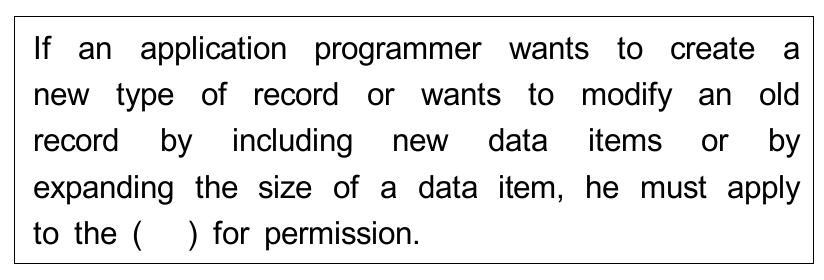 If an application programmer wants to create a
new type of record or wants to modify an old
record by including new data items or by
expanding the size of a data item, he must apply
to the (   ) for permission.